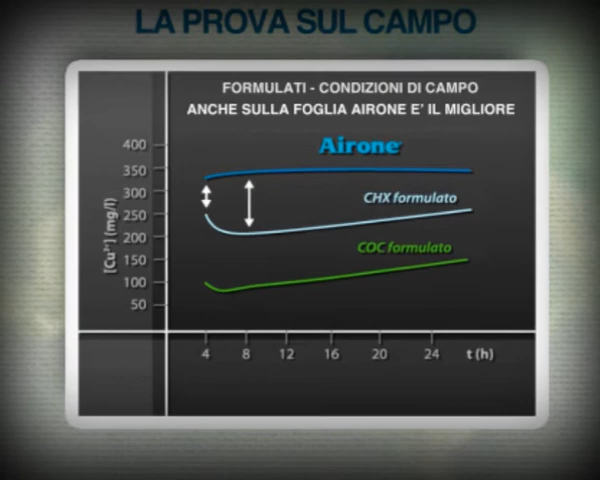 LA PROVA SUL CAMPO
FORMULATI - CONDIZIONI DI CAMPO
ANCHE SULLA FOGLIA AIRONE E' IL MIGLIORE
Airone
400
350
300
250
200
150
100
50
[Cu²⁺] (mg/l)
CHX formulato
COC formulato
4 8 12 16 20 24 t (h)